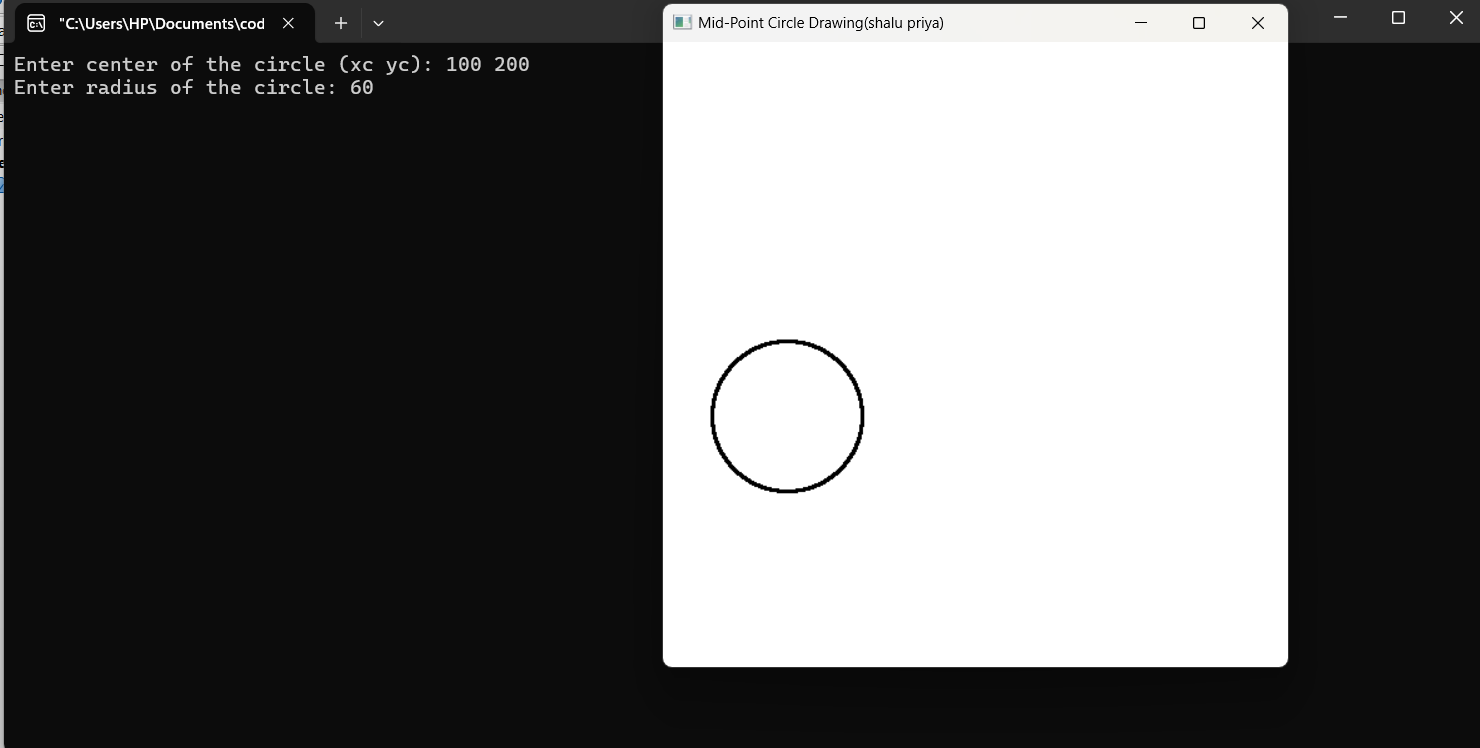 "C:\Users\HP\Documents\cod
Mid-Point Circle Drawing(shalu priya)
Enter center of the circle (xc yc): 100 200
Enter radius of the circle: 60